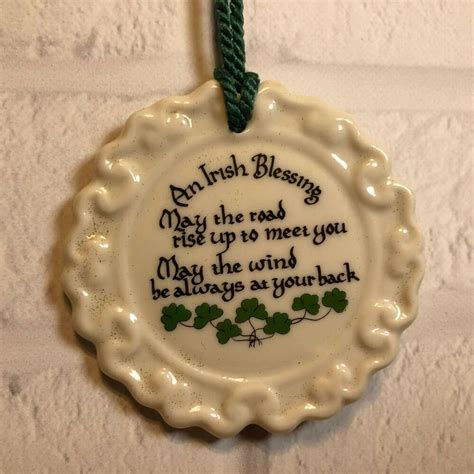 An Irish Blessing
May the road
rise up to meet you
May the wind
be always at your back